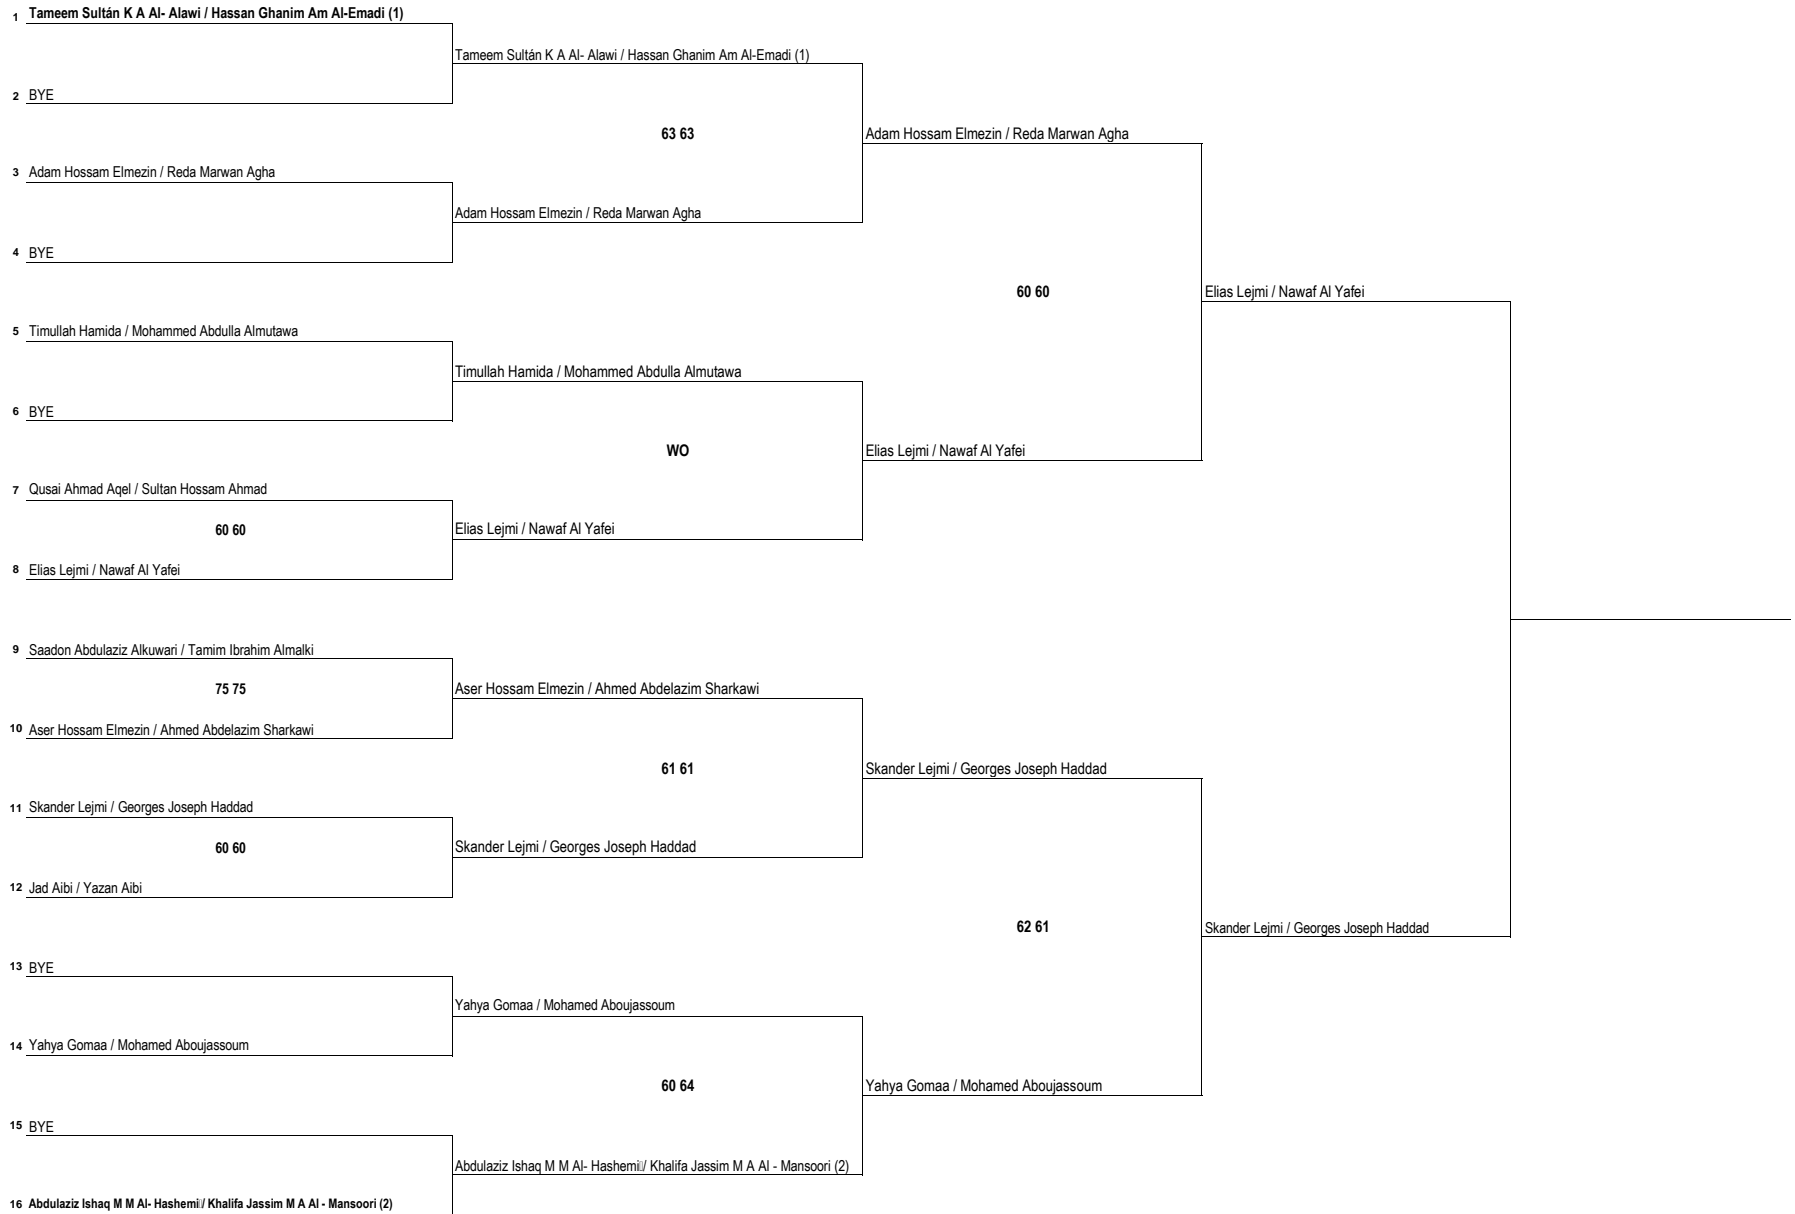 1 Tameem Sultán K A Al- Alawi / Hassan Ghanim Am Al-Emadi (1)
Tameem Sultán K A Al- Alawi / Hassan Ghanim Am Al-Emadi (1)
2 BYE
63 63
Adam Hossam Elmezin / Reda Marwan Agha
3 Adam Hossam Elmezin / Reda Marwan Agha
Adam Hossam Elmezin / Reda Marwan Agha
4 BYE
60 60
Elias Lejmi / Nawaf Al Yafei
5 Timullah Hamida / Mohammed Abdulla Almutawa
Timullah Hamida / Mohammed Abdulla Almutawa
6 BYE
WO
Elias Lejmi / Nawaf Al Yafei
7 Qusai Ahmad Aqel / Sultan Hossam Ahmad
60 60
Elias Lejmi / Nawaf Al Yafei
8 Elias Lejmi / Nawaf Al Yafei
9 Saadon Abdulaziz Alkuwari / Tamim Ibrahim Almalki
75 75
Aser Hossam Elmezin / Ahmed Abdelazim Sharkawi
10 Aser Hossam Elmezin / Ahmed Abdelazim Sharkawi
61 61
Skander Lejmi / Georges Joseph Haddad
11 Skander Lejmi / Georges Joseph Haddad
60 60
Skander Lejmi / Georges Joseph Haddad
12 Jad Aibi / Yazan Aibi
62 61
Skander Lejmi / Georges Joseph Haddad
13 BYE
Yahya Gomaa / Mohamed Aboujassoum
14 Yahya Gomaa / Mohamed Aboujassoum
60 64
Yahya Gomaa / Mohamed Aboujassoum
15 BYE
Abdulaziz Ishaq M M Al- Hashemi / Khalifa Jassim M A Al - Mansoori (2)
16 Abdulaziz Ishaq M M Al- Hashemi / Khalifa Jassim M A Al - Mansoori (2)